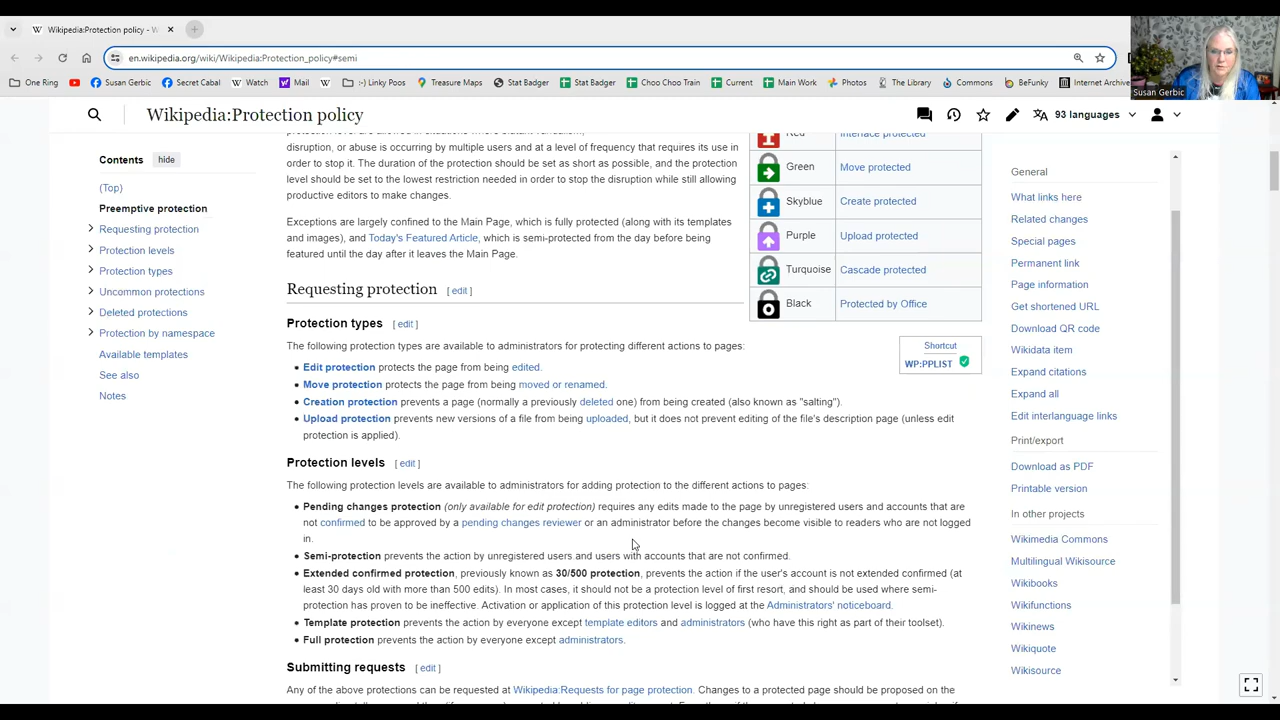 Wikipedia:Protection policy - W
en.wikipedia.org/wiki/Wikipedia:Protection_policy#semi
One Ring
Susan Gerbic
Secret Cabal
Watch
Mail
:) Linky Poos
Treasure Maps
Stat Badger
Stat Badger
Choo Choo Train
Current
Main Work
Photos
The Library
Commons
BeFunky
Internet Archive
Susan Gerbic
Wikipedia:Protection policy
93 languages
Contents
hide
(Top)
Preemptive protection
Requesting protection
Protection levels
Protection types
Uncommon protections
Deleted protections
Protection by namespace
Available templates
See also
Notes
disruption, or abuse is occurring by multiple users and at a level of frequency that requires its use in
order to stop it. The duration of the protection should be set as short as possible, and the protection
level should be set to the lowest restriction needed in order to stop the disruption while still allowing
productive editors to make changes.
Exceptions are largely confined to the Main Page, which is fully protected (along with its templates
and images), and Today's Featured Article, which is semi-protected from the day before being
featured until the day after it leaves the Main Page.
Red Interface protected
Green Move protected
Skyblue Create protected
Purple Upload protected
Turquoise Cascade protected
Black Protected by Office
Requesting protection [ edit ]
Protection types [ edit ]
Shortcut
WP:PPLIST
The following protection types are available to administrators for protecting different actions to pages:
• Edit protection protects the page from being edited.
• Move protection protects the page from being moved or renamed.
• Creation protection prevents a page (normally a previously deleted one) from being created (also known as "salting").
• Upload protection prevents new versions of a file from being uploaded, but it does not prevent editing of the file's description page (unless edit
protection is applied).
Protection levels [ edit ]
The following protection levels are available to administrators for adding protection to the different actions to pages:
• Pending changes protection (only available for edit protection) requires any edits made to the page by unregistered users and accounts that are
not confirmed to be approved by a pending changes reviewer or an administrator before the changes become visible to readers who are not logged
in.
• Semi-protection prevents the action by unregistered users and users with accounts that are not confirmed.
• Extended confirmed protection, previously known as 30/500 protection, prevents the action if the user's account is not extended confirmed (at
least 30 days old with more than 500 edits). In most cases, it should not be a protection level of first resort, and should be used where semi-
protection has proven to be ineffective. Activation or application of this protection level is logged at the Administrators' noticeboard.
• Template protection prevents the action by everyone except template editors and administrators (who have this right as part of their toolset).
• Full protection prevents the action by everyone except administrators.
Submitting requests [ edit ]
Any of the above protections can be requested at Wikipedia:Requests for page protection. Changes to a protected page should be proposed on the
General
What links here
Related changes
Special pages
Permanent link
Page information
Get shortened URL
Download QR code
Wikidata item
Expand citations
Expand all
Edit interlanguage links
Print/export
Download as PDF
Printable version
In other projects
Wikimedia Commons
Multilingual Wikisource
Wikibooks
Wikifunctions
Wikinews
Wikiquote
Wikisource